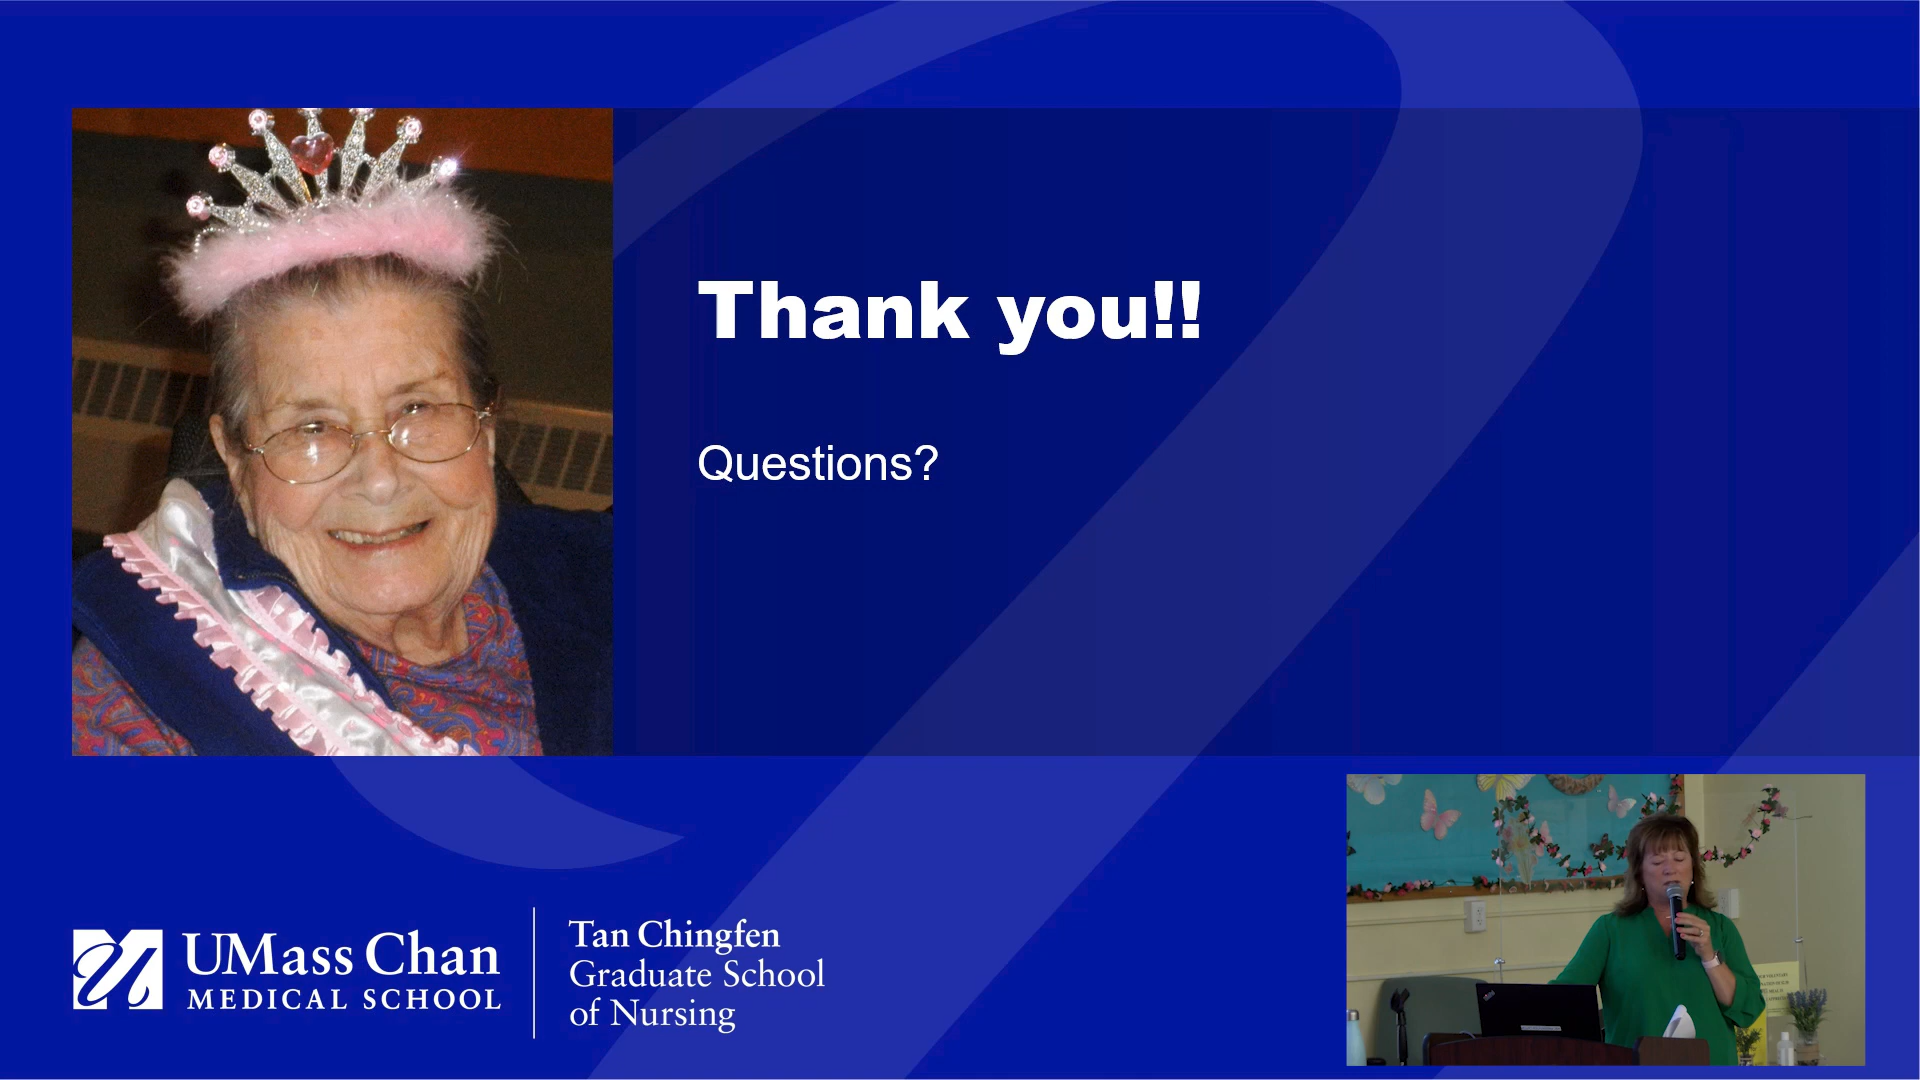 Thank you!!
Questions?
UMass Chan
MEDICAL SCHOOL
Tan Chingfen
Graduate School
of Nursing